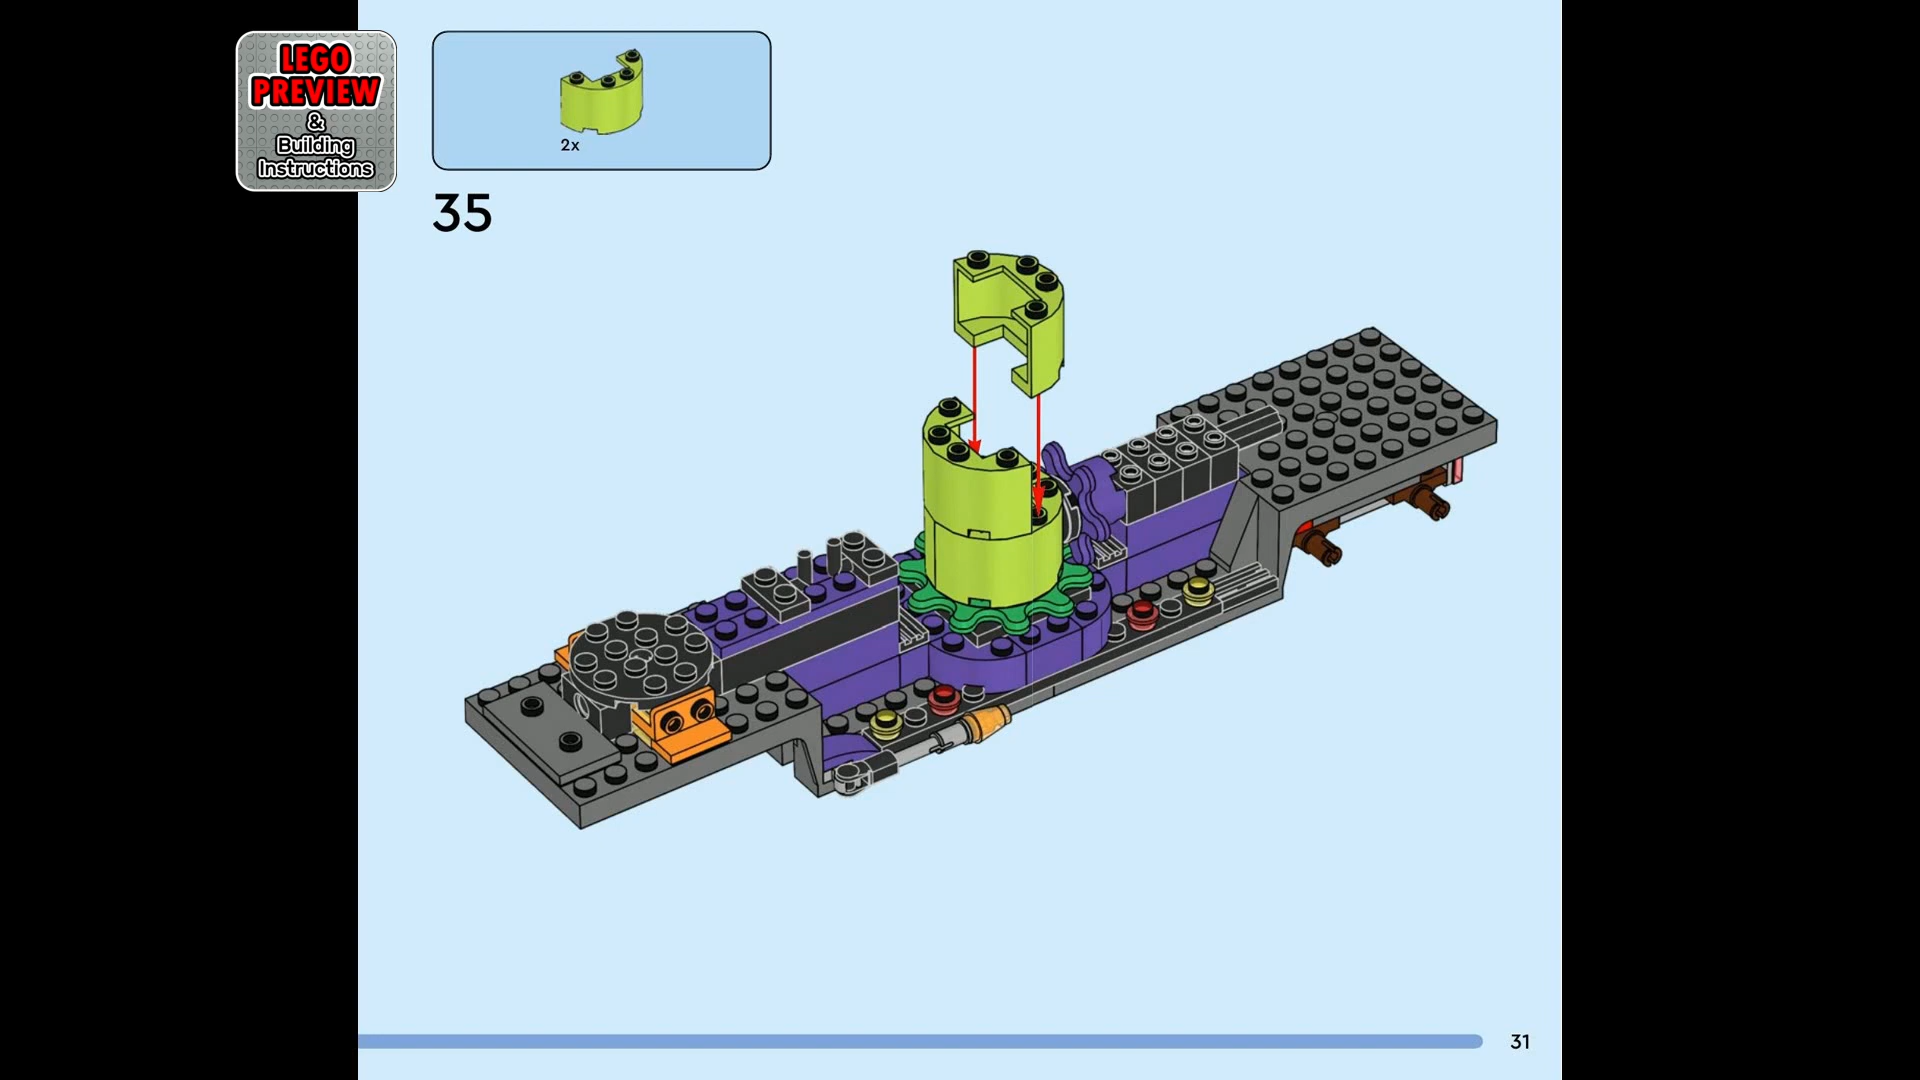 LEGO
PREVIEW
&
Building
Instructions
2x
35
31